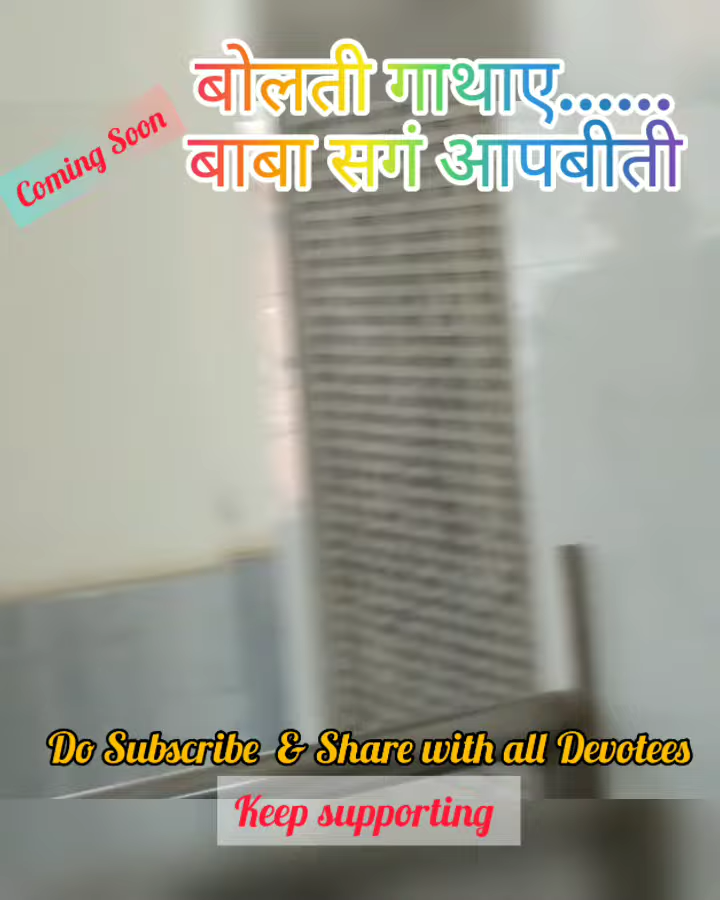 बोलती गाथाए......
Coming Soon
बाबा सगं आपबीती
Do Subscribe & Share with all Devotees
Keep supporting